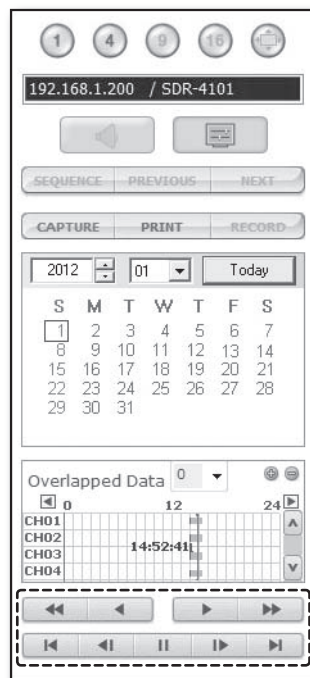 1 4 9 16
192.168.1.200 / SDR-4101
SEQUENCE PREVIOUS NEXT
CAPTURE PRINT RECORD
2012 01 Today
S M T W T F S
1 2 3 4 5 6 7
8 9 10 11 12 13 14
15 16 17 18 19 20 21
22 23 24 25 26 27 28
29 30 31
Overlapped Data 0
0 12 24
CH01
CH02
14:52:41
CH03
CH04